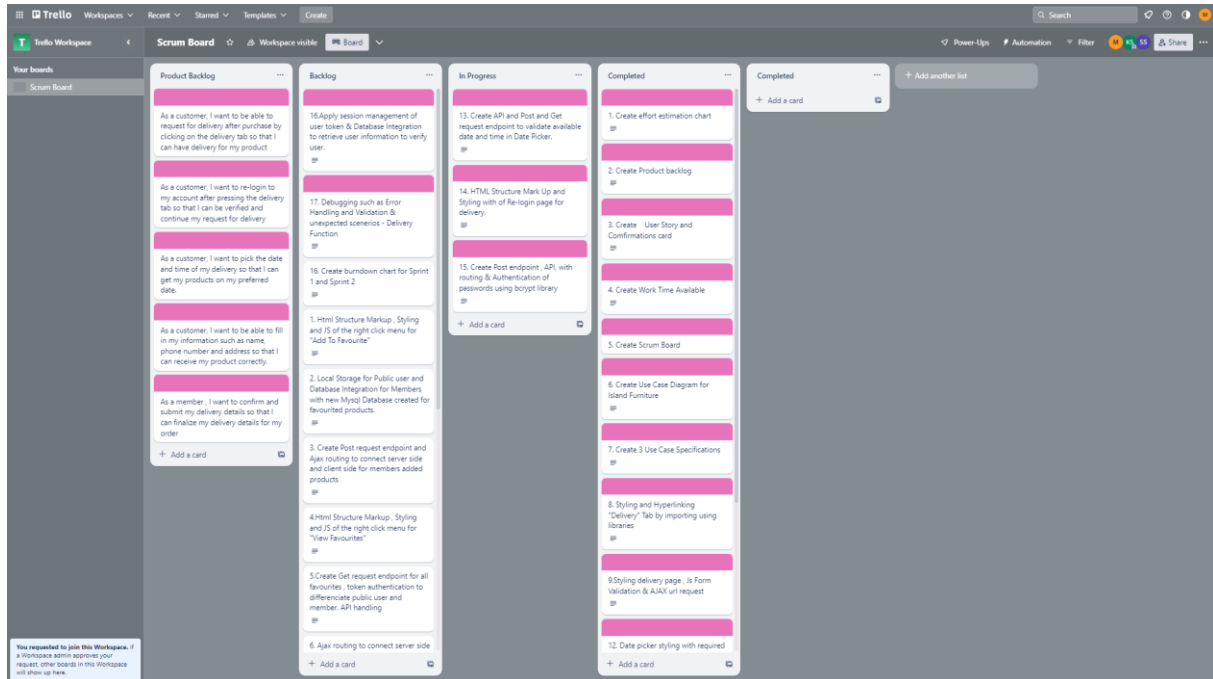 Trello Workspaces Recent Starred Templates Create Search M
T Trello Workspace Scrum Board Workspace visible Board Power-Ups Automation Filter M KS SS Share
Your boards
Scrum Board
You requested to join this Workspace. If
a Workspace admin approves your
request, other boards in this Workspace
will show up here.
Product Backlog
As a customer, I want to be able to
request for delivery after purchase by
clicking on the delivery tab so that I
can have delivery for my product
As a customer, I want to re-login to
my account after pressing the delivery
tab so that I can be verified and
continue my request for delivery
As a customer, I want to pick the date
and time of my delivery so that I can
get my products on my preferred
date.
As a customer, I want to be able to fill
in my information such as name,
phone number and address so that I
can receive my product correctly.
As a member , I want to confirm and
submit my delivery details so that I
can finalize my delivery details for my
order
+ Add a card
Backlog
16.Apply session management of
user token & Database Integration
to retrieve user information to verify
user.
17. Debugging such as Error
Handling and Validation &
unexpected scenerios - Delivery
Function
16. Create burndown chart for Sprint
1 and Sprint 2
1. Html Structure Markup , Styling
and JS of the right click menu for
"Add To Favourite"
2. Local Storage for Public user and
Database Integration for Members
with new Mysql Database created for
favourited products.
3. Create Post request endpoint and
Ajax routing to connect server side
and client side for members added
products
4.Html Structure Markup , Styling
and JS of the right click menu for
"View Favourites"
5.Create Get request endpoint for all
favourites , token authentication to
differenciate public user and
member. API handling
6. Ajax routing to connect server side
+ Add a card
In Progress
13. Create API and Post and Get
request endpoint to validate available
date and time in Date Picker.
14. HTML Structure Mark Up and
Styling with of Re-login page for
delivery.
15. Create Post endpoint , API, with
routing & Authentication of
passwords using bcrypt library
+ Add a card
Completed
1. Create effort estimation chart
2. Create Product backlog
3. Create User Story and
Comfirmations card
4. Create Work Time Available
5. Create Scrum Board
6. Create Use Case Diagram for
Island Furniture
7. Create 3 Use Case Specifications
8. Styling and Hyperlinking
"Delivery" Tab by importing using
libraries
9.Styling delivery page , Js Form
Validation & AJAX url request
12. Date picker styling with required
+ Add a card
Completed
+ Add a card
+ Add another list